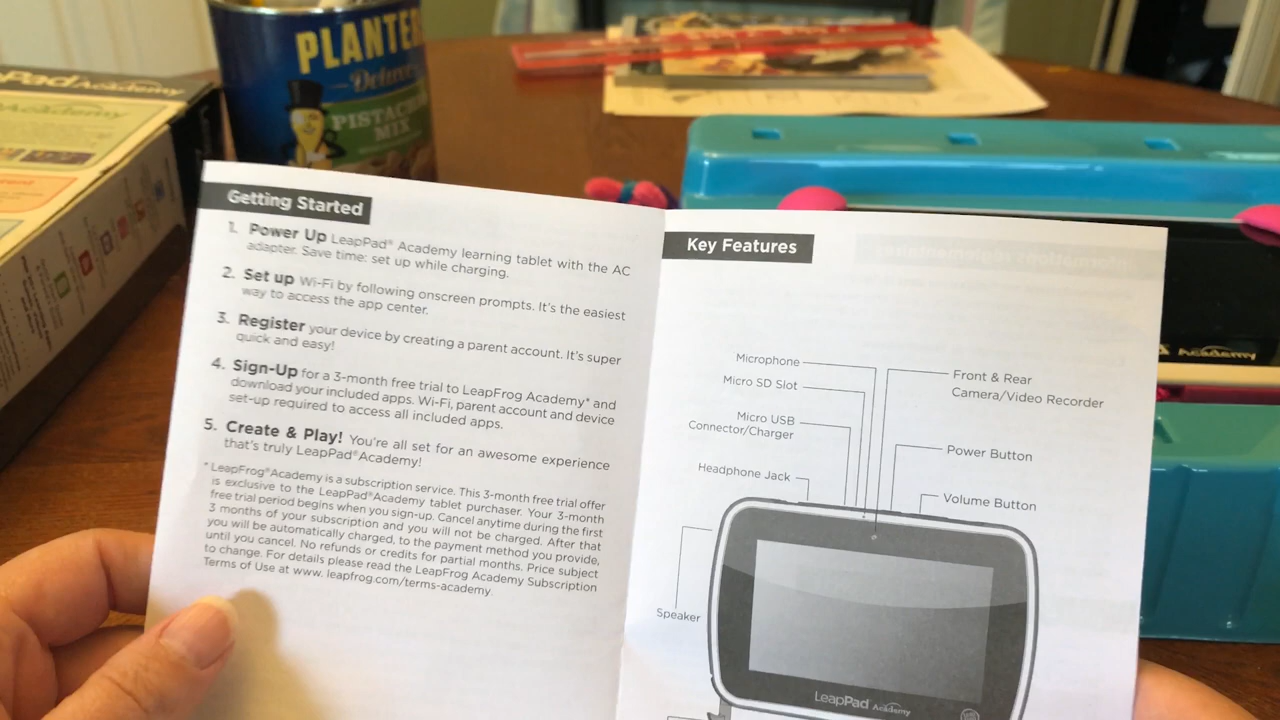 Pad Academy
Academy
PLANTER
Deluxe
PISTACHIO
MIX
Getting Started
1. Power Up LeapPad® Academy learning tablet with the AC
adapter. Save time: set up while charging.
2. Set up Wi-Fi by following onscreen prompts. It's the easiest
way to access the app center.
3. Register your device by creating a parent account. It's super
quick and easy!
4. Sign-Up for a 3-month free trial to LeapFrog Academy* and
download your included apps. Wi-Fi, parent account and device
set-up required to access all included apps.
5. Create & Play! You're all set for an awesome experience
that's truly LeapPad® Academy!
* LeapFrog® Academy is a subscription service. This 3-month free trial offer
is exclusive to the LeapPad® Academy tablet purchaser. Your 3-month
free trial period begins when you sign-up. Cancel anytime during the first
3 months of your subscription and you will not be charged. After that
you will be automatically charged, to the payment method you provide,
until you cancel. No refunds or credits for partial months. Price subject
to change. For details please read the LeapFrog Academy Subscription
Terms of Use at www. leapfrog.com/terms-academy.
Key Features
Microphone
Micro SD Slot
Micro USB
Connector/Charger
Headphone Jack
Speaker
Front & Rear
Camera/Video Recorder
Power Button
Volume Button
LeapPad Academy
Academy